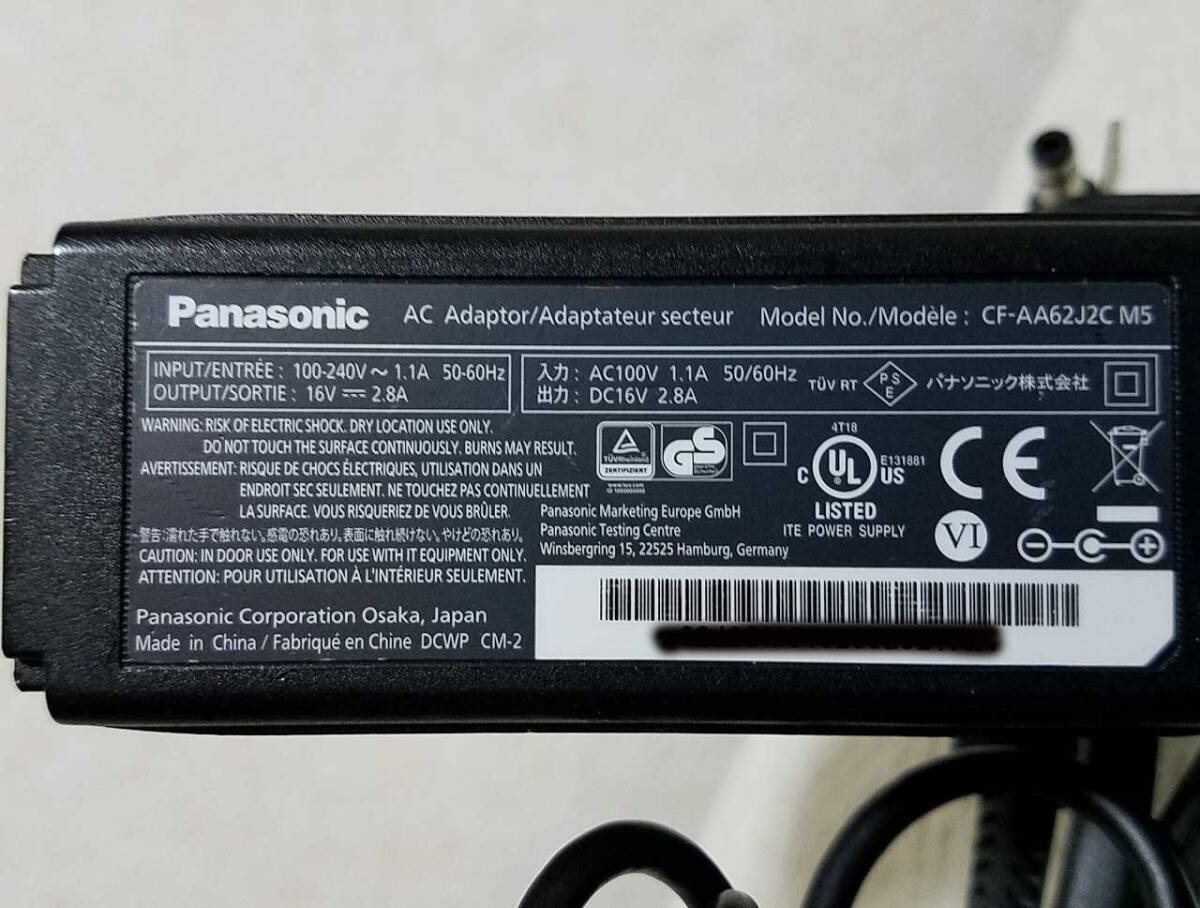 Panasonic AC Adaptor/Adaptateur secteur Model No./Modèle : CF-AA62J2C M5
INPUT/ENTRÉE : 100-240V～1.1A 50-60Hz
OUTPUT/SORTIE : 16V ⎓ 2.8A
入力 : AC100V 1.1A 50/60Hz
出力 : DC16V 2.8A
TÜV RT
PS
E
パナソニック株式会社
WARNING: RISK OF ELECTRIC SHOCK. DRY LOCATION USE ONLY.
DO NOT TOUCH THE SURFACE CONTINUOUSLY. BURNS MAY RESULT.
AVERTISSEMENT: RISQUE DE CHOCS ÉLECTRIQUES, UTILISATION DANS UN
ENDROIT SEC SEULEMENT. NE TOUCHEZ PAS CONTINUELLEMENT
LA SURFACE. VOUS RISQUERIEZ DE VOUS BRÛLER.
警告:濡れた手で触れない。感電の恐れあり。表面に触れ続けない。やけどの恐れあり。
CAUTION: IN DOOR USE ONLY. FOR USE WITH IT EQUIPMENT ONLY.
ATTENTION: POUR UTILISATION À L'INTÉRIEUR SEULEMENT.
Panasonic Corporation Osaka, Japan
Made in China / Fabriqué en Chine DCWP CM-2
TÜVRheinland
ZERTIFIZIERT
GS
www.tuv.com
Panasonic Marketing Europe GmbH
Panasonic Testing Centre
Winsbergring 15, 22525 Hamburg, Germany
4T18
C UL US
E131881
LISTED
ITE POWER SUPPLY
CE
VI